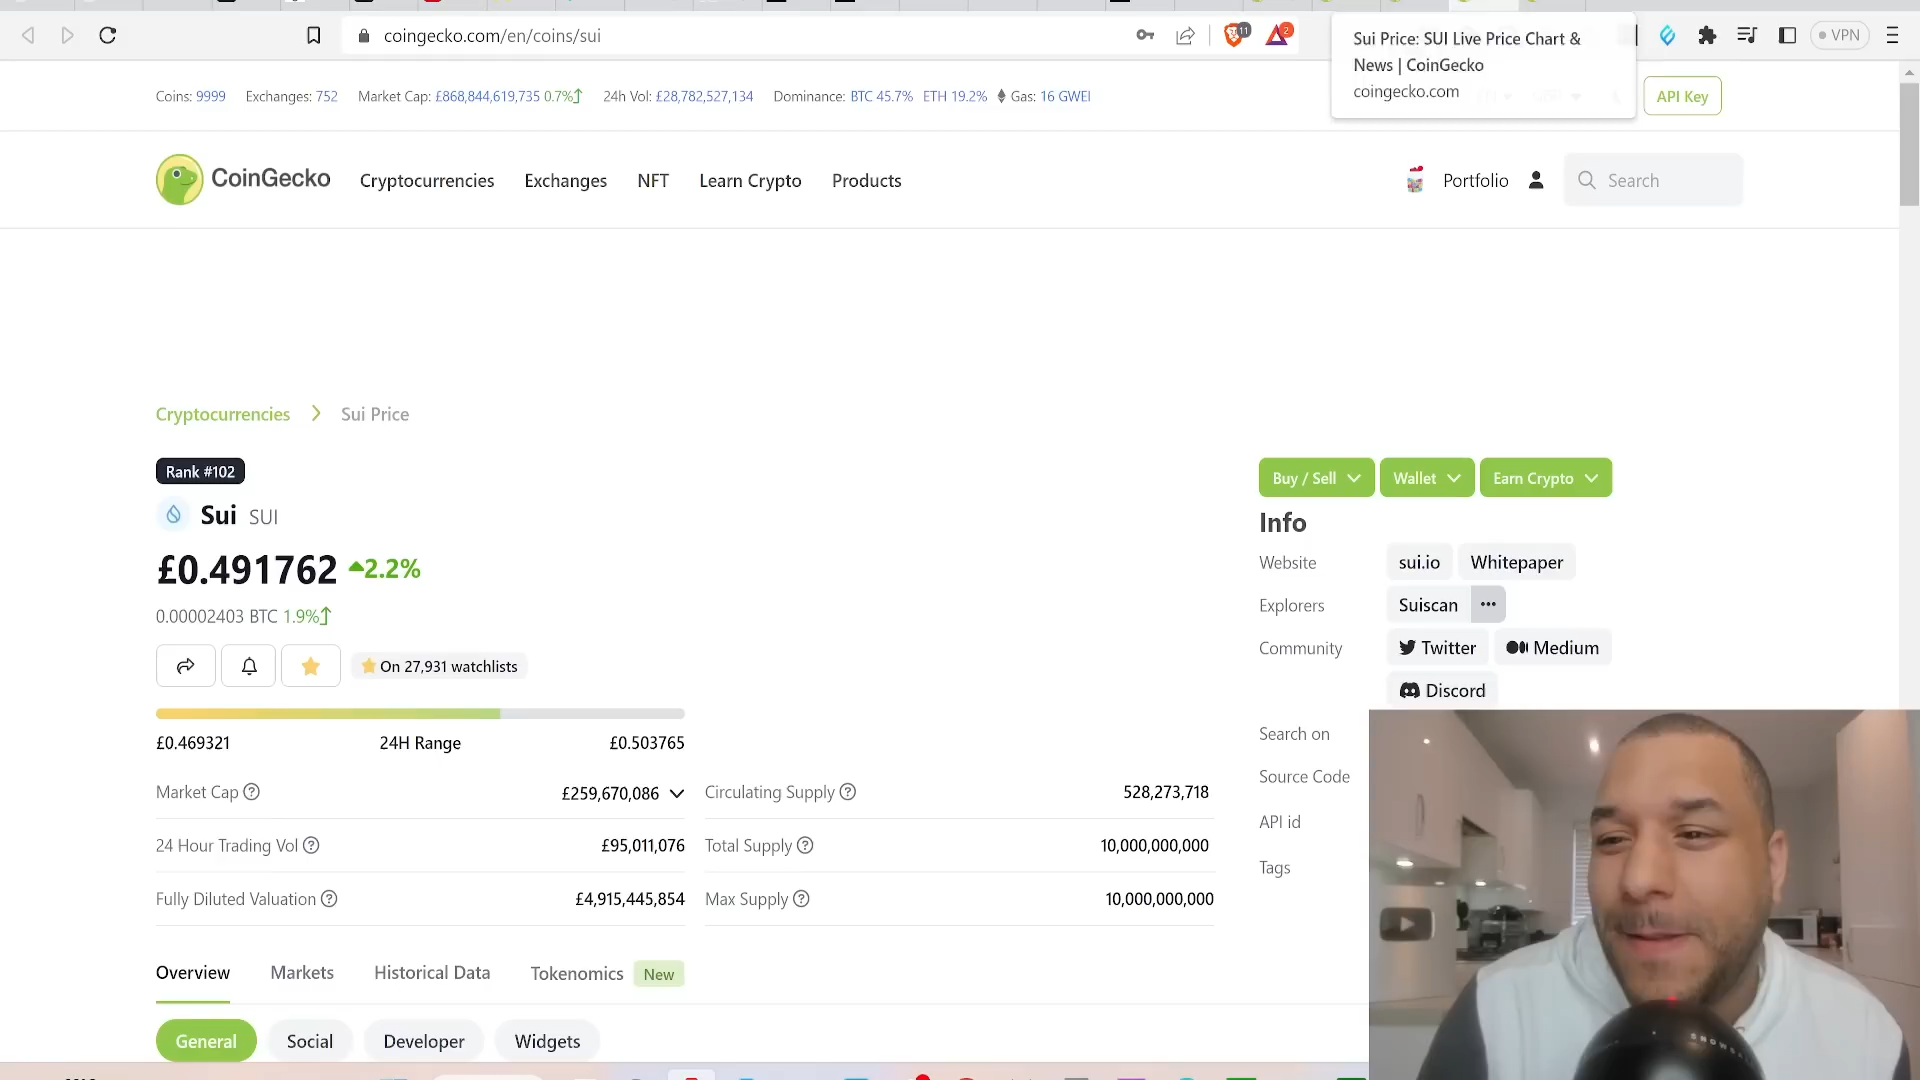 coingecko.com/en/coins/sui
11
2
VPN
Sui Price: SUI Live Price Chart &
News | CoinGecko
coingecko.com
Coins: 9999 Exchanges: 752 Market Cap: £868,844,619,735 0.7% 24h Vol: £28,782,527,134 Dominance: BTC 45.7% ETH 19.2% Gas: 16 GWEI
API Key
CoinGecko Cryptocurrencies Exchanges NFT Learn Crypto Products Portfolio Search
Cryptocurrencies Sui Price
Rank #102
Sui SUI
£0.491762 2.2%
0.00002403 BTC 1.9%
On 27,931 watchlists
£0.469321 24H Range £0.503765
Market Cap £259,670,086
24 Hour Trading Vol £95,011,076
Fully Diluted Valuation £4,915,445,854
Circulating Supply 528,273,718
Total Supply 10,000,000,000
Max Supply 10,000,000,000
Overview Markets Historical Data Tokenomics New
General Social Developer Widgets
Buy / Sell Wallet Earn Crypto
Info
Website sui.io Whitepaper
Explorers Suiscan
Community Twitter Medium
Discord
Search on
Source Code
API id
Tags